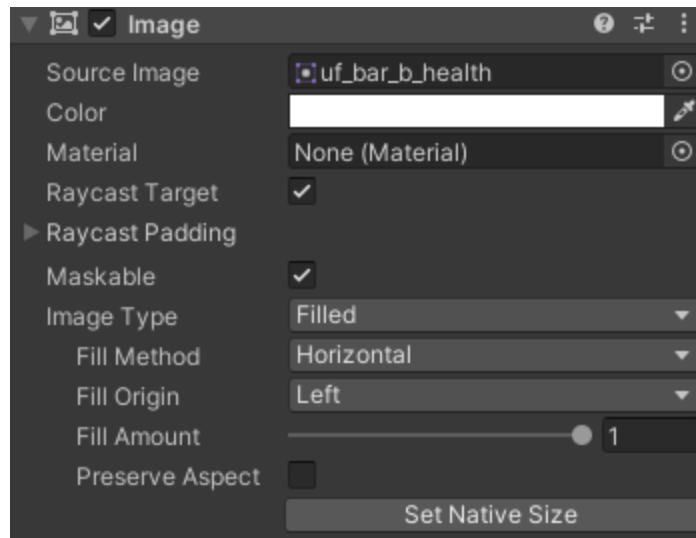 Image
Source Image uf_bar_b_health
Color
Material None (Material)
Raycast Target
Raycast Padding
Maskable
Image Type Filled
Fill Method Horizontal
Fill Origin Left
Fill Amount 1
Preserve Aspect
Set Native Size